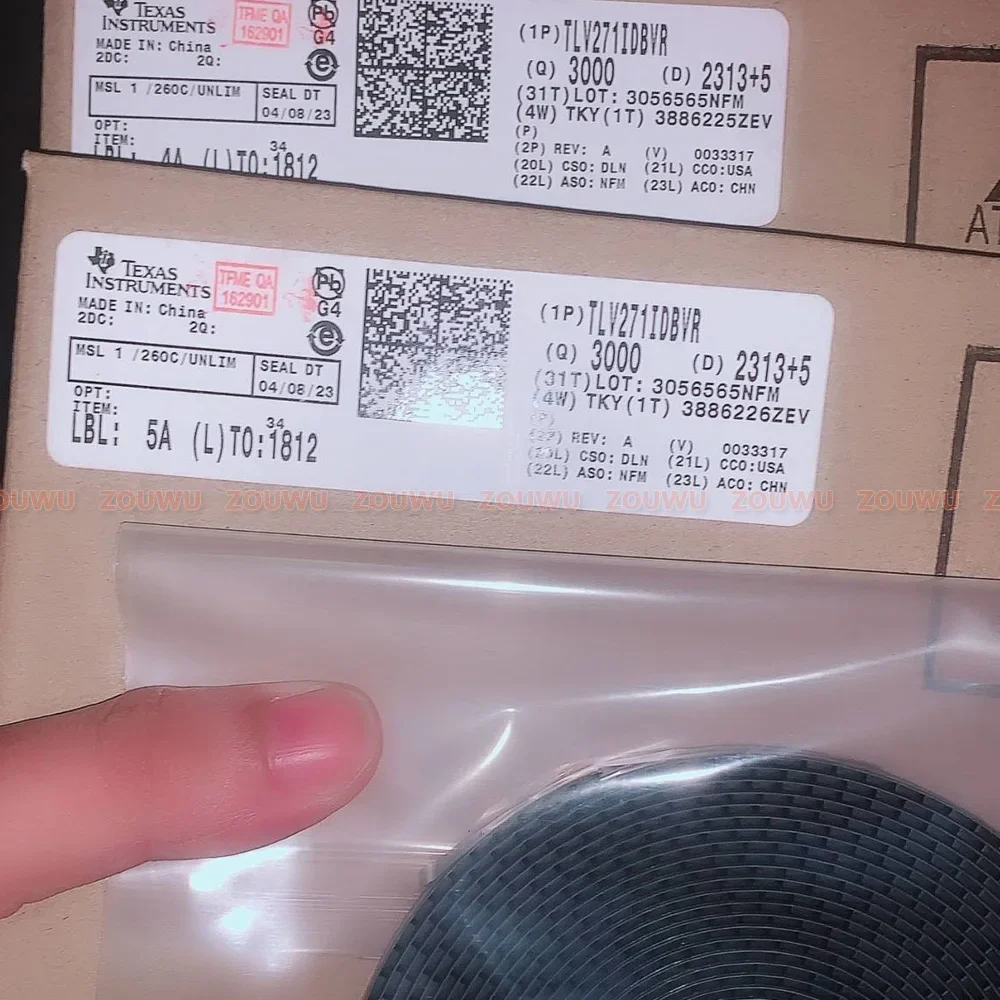 TEXAS
INSTRUMENTS
TFME QA
162901
Pb
G4
e
MADE IN: China
2DC: 2Q:
MSL 1 /260C/UNLIM
SEAL DT
04/08/23
OPT:
ITEM:
LBL: 4A (L)TO:1812
34
(1P)TLV271IDBVR
(Q) 3000 (D) 2313+5
(31T)LOT: 3056565NFM
(4W) TKY(1T) 3886225ZEV
(P)
(2P) REV: A (V) 0033317
(20L) CSO: DLN (21L) CCO:USA
(22L) ASO: NFM (23L) ACO: CHN
TEXAS
INSTRUMENTS
TFME QA
162901
Pb
G4
e
MADE IN: China
2DC: 2Q:
MSL 1 /260C/UNLIM
SEAL DT
04/08/23
OPT:
ITEM:
LBL: 5A (L)TO:1812
34
(1P)TLV271IDBVR
(Q) 3000 (D) 2313+5
(31T)LOT: 3056565NFM
(4W) TKY(1T) 3886226ZEV
(P)
(2P) REV: A (V) 0033317
(20L) CSO: DLN (21L) CCO:USA
(22L) ASO: NFM (23L) ACO: CHN
ZOUWU ZOUWU ZOUWU ZOUWU ZOUWU ZOUWU ZOUWU